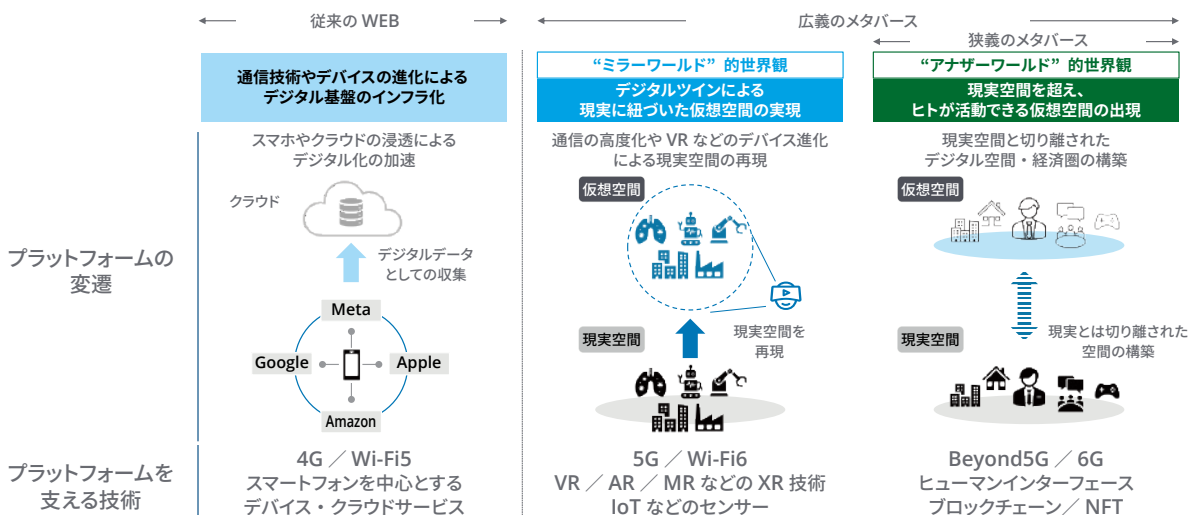 従来の WEB
広義のメタバース
狭義のメタバース
通信技術やデバイスの進化による
デジタル基盤のインフラ化
“ミラーワールド” 的世界観
デジタルツインによる
現実に紐づいた仮想空間の実現
“アナザーワールド” 的世界観
現実空間を超え、
ヒトが活動できる仮想空間の出現
プラットフォームの
変遷
スマホやクラウドの浸透による
デジタル化の加速
クラウド
デジタルデータ
としての収集
Meta
Google
Apple
Amazon
通信の高度化や VR などのデバイス進化
による現実空間の再現
仮想空間
現実空間を
再現
現実空間
現実空間と切り離された
デジタル空間・経済圏の構築
仮想空間
現実とは切り離された
空間の構築
現実空間
プラットフォームを
支える技術
4G ／ Wi-Fi5
スマートフォンを中心とする
デバイス・クラウドサービス
5G ／ Wi-Fi6
VR ／ AR ／ MR などの XR 技術
IoT などのセンサー
Beyond5G ／ 6G
ヒューマンインターフェース
ブロックチェーン／ NFT